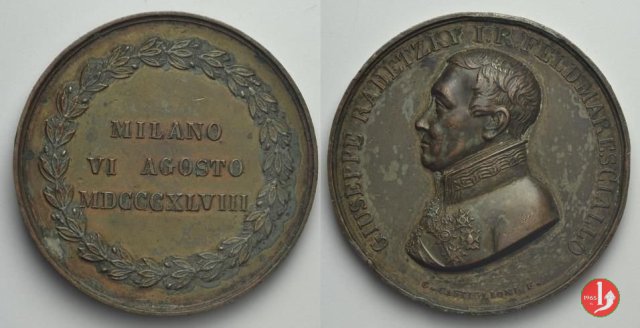 MILANO
VI AGOSTO
MDCCCXLVIII
GIUSEPPE RADETZKY I. R. FELDMARESCIALLO
1965